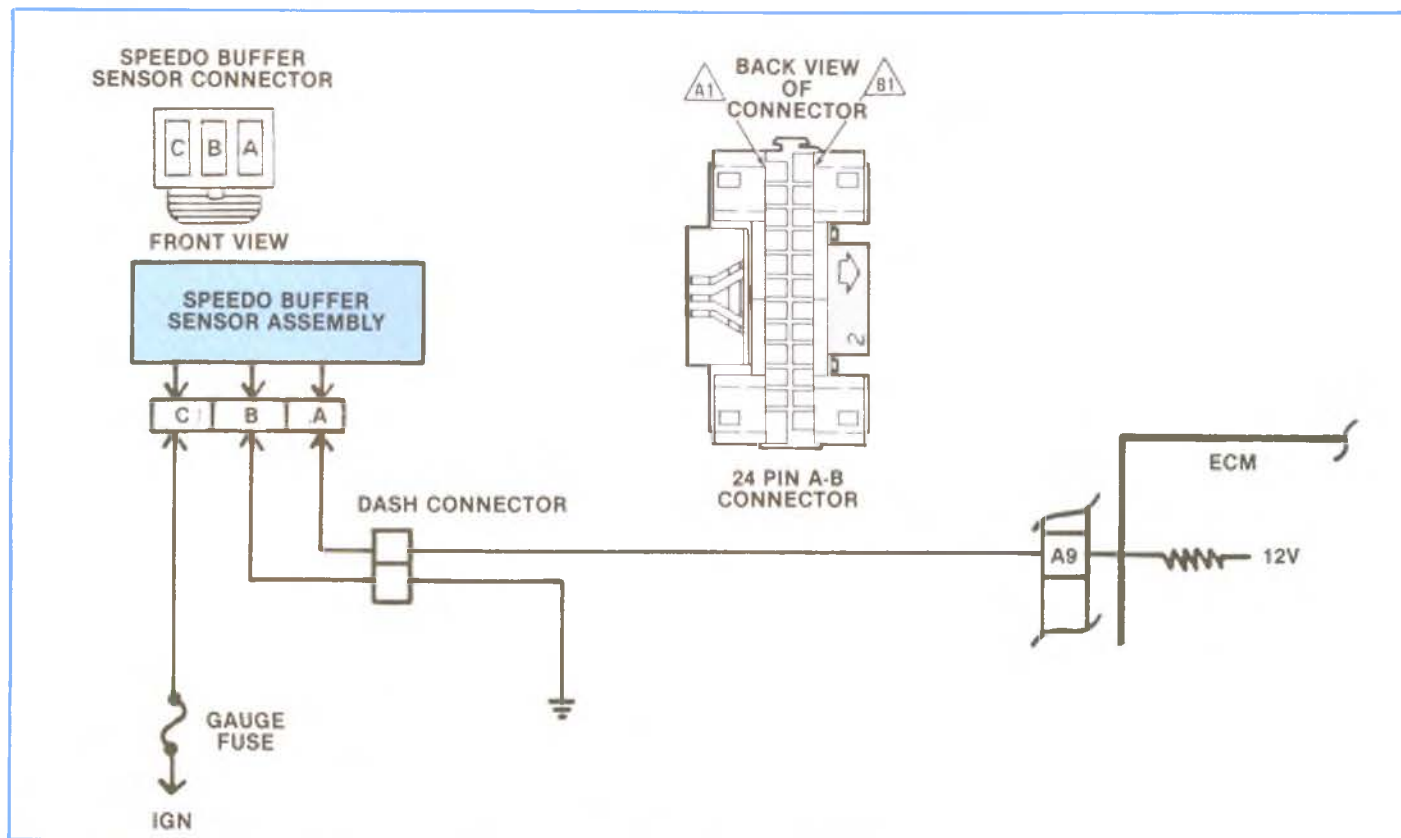 SPEEDO BUFFER
SENSOR CONNECTOR
C B A
FRONT VIEW
SPEEDO BUFFER
SENSOR ASSEMBLY
C B A
BACK VIEW
OF
CONNECTOR
A1
B1
2
24 PIN A-B
CONNECTOR
DASH CONNECTOR
ECM
A9
12V
GAUGE
FUSE
IGN